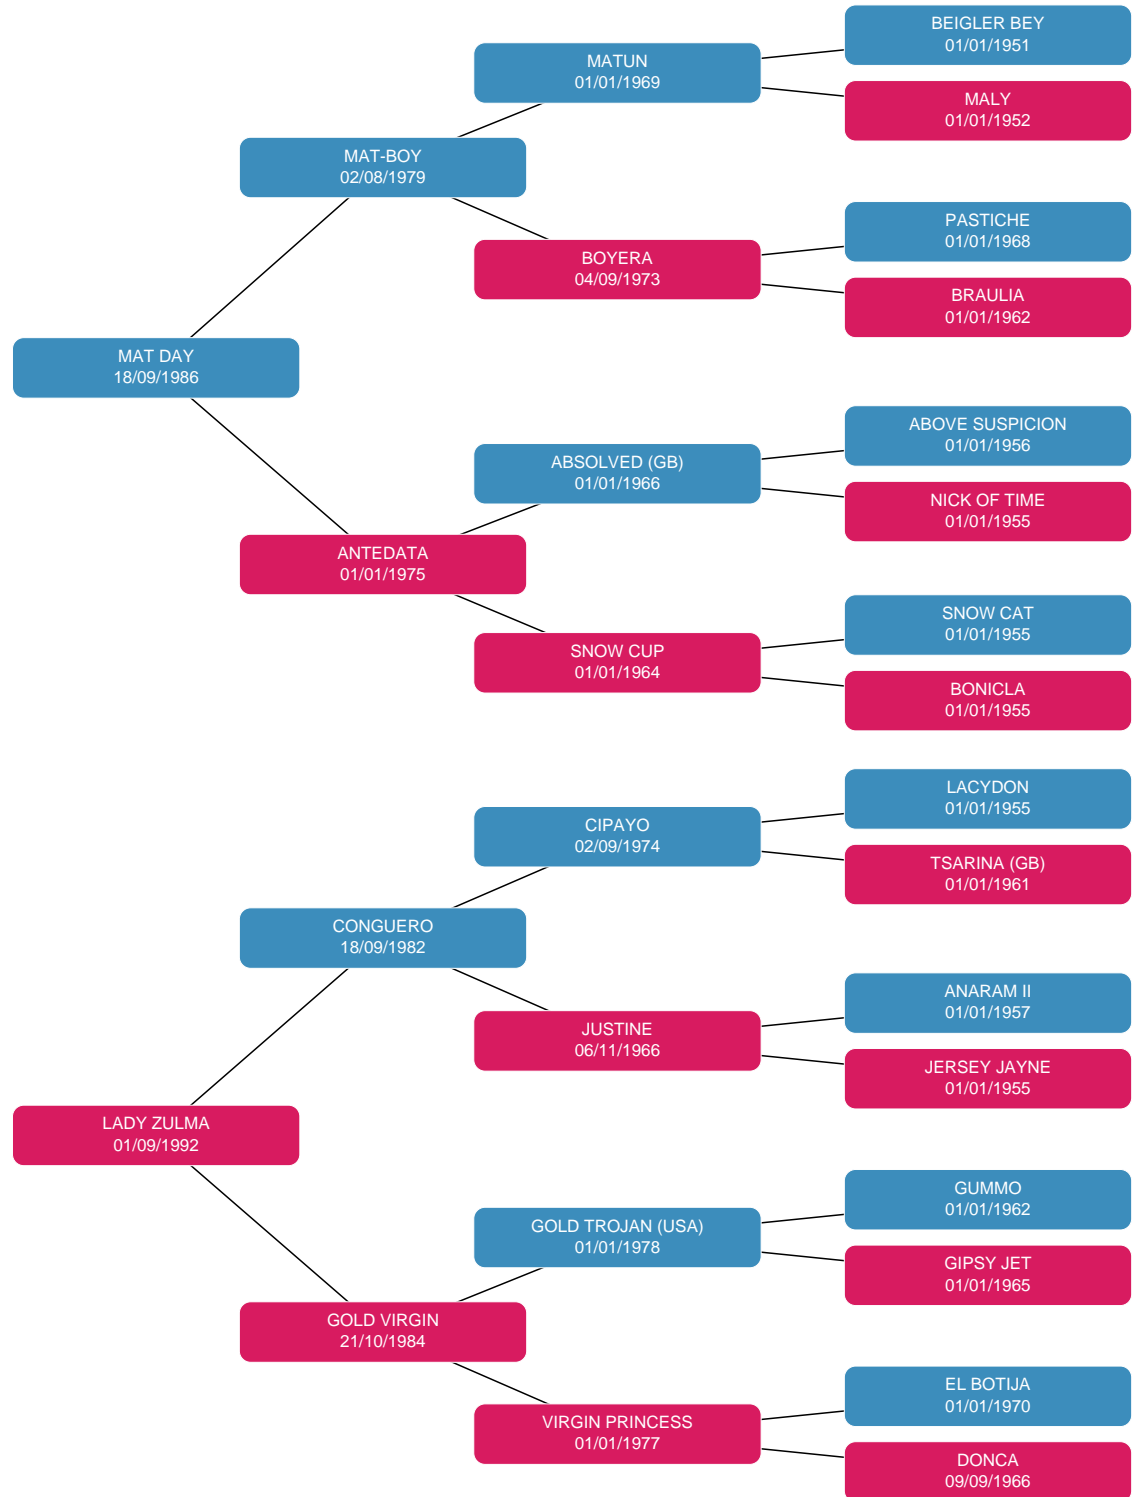 BEIGLER BEY
01/01/1951
MATUN
01/01/1969
MALY
01/01/1952
MAT-BOY
02/08/1979
PASTICHE
01/01/1968
BOYERA
04/09/1973
BRAULIA
01/01/1962
MAT DAY
18/09/1986
ABOVE SUSPICION
01/01/1956
ABSOLVED (GB)
01/01/1966
NICK OF TIME
01/01/1955
ANTEDATA
01/01/1975
SNOW CAT
01/01/1955
SNOW CUP
01/01/1964
BONICLA
01/01/1955
LACYDON
01/01/1955
CIPAYO
02/09/1974
TSARINA (GB)
01/01/1961
CONGUERO
18/09/1982
ANARAM II
01/01/1957
JUSTINE
06/11/1966
JERSEY JAYNE
01/01/1955
LADY ZULMA
01/09/1992
GUMMO
01/01/1962
GOLD TROJAN (USA)
01/01/1978
GIPSY JET
01/01/1965
GOLD VIRGIN
21/10/1984
EL BOTIJA
01/01/1970
VIRGIN PRINCESS
01/01/1977
DONCA
09/09/1966